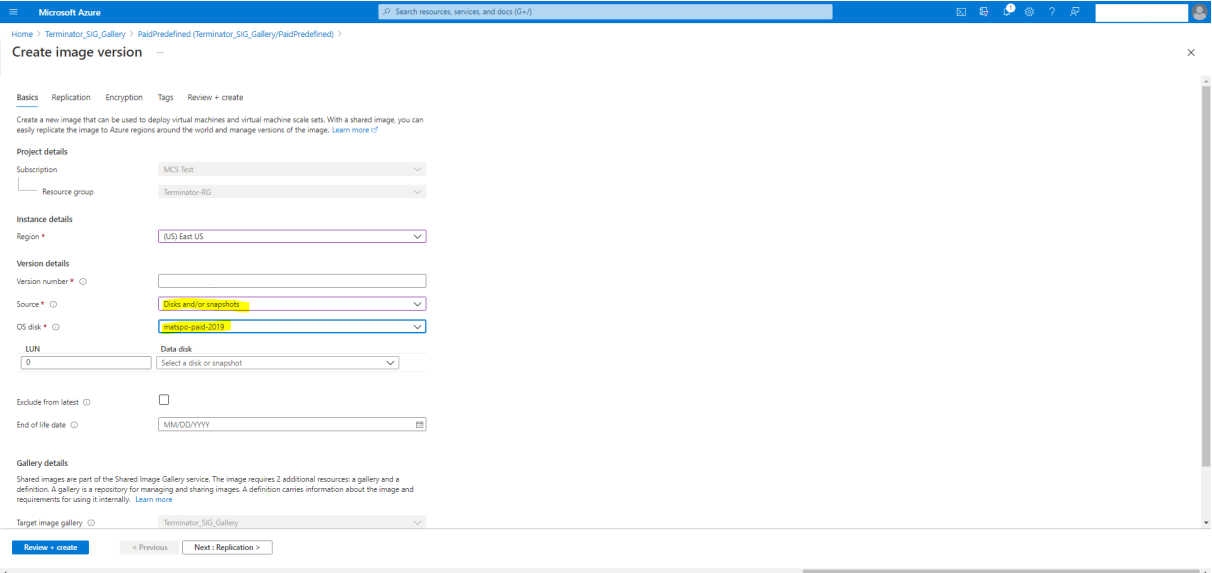 Microsoft Azure
Search resources, services, and docs (G+/)
1
Home > Terminator_SIG_Gallery > PaidPredefined (Terminator_SIG_Gallery/PaidPredefined) >
Create image version ...
Basics Replication Encryption Tags Review + create
Create a new image that can be used to deploy virtual machines and virtual machine scale sets. With a shared image, you can
easily replicate the image to Azure regions around the world and manage versions of the image. Learn more
Project details
Subscription MCS Test
Resource group Terminator-RG
Instance details
Region * (US) East US
Version details
Version number *
Source * Disks and/or snapshots
OS disk * matspo-paid-2019
LUN Data disk
0 Select a disk or snapshot
Exclude from latest
End of life date MM/DD/YYYY
Gallery details
Shared images are part of the Shared Image Gallery service. The image requires 2 additional resources: a gallery and a
definition. A gallery is a repository for managing and sharing images. A definition carries information about the image and
requirements for using it internally. Learn more
Target image gallery Terminator_SIG_Gallery
Review + create < Previous Next : Replication >